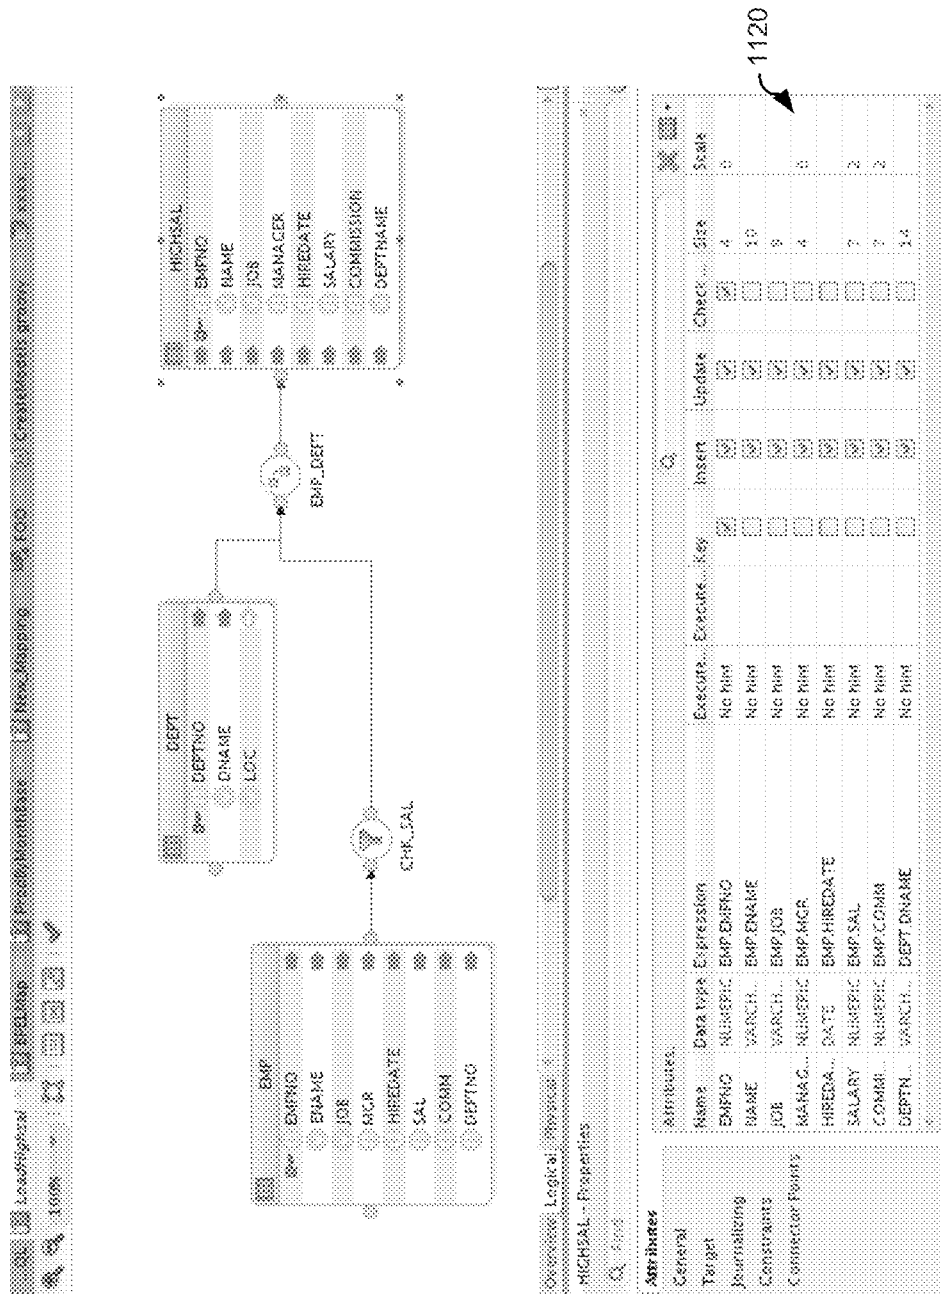 EMP
EMPNO
ENAME
JOB
MGR
HIREDATE
SAL
COMM
DEPTNO
CHK_SAL
DEPT
DEPTNO
DNAME
LOC
EMP_DEPT
HIGHSAL
EMPNO
NAME
JOB
MANAGER
HIREDATE
SALARY
COMMISSION
DEPTNAME
Overview Logical Physical
HIGHSAL - Properties
Find
Attributes
General
Target
Journalizing
Constraints
Connector Points
Attributes
Name Data type Expression Execute... Execute... Key Insert Update Check ... Size Scale
EMPNO NUMERIC EMP.EMPNO No hint 4 0
NAME VARCH... EMP.ENAME No hint 10
JOB VARCH... EMP.JOB No hint 9
MANAG... NUMERIC EMP.MGR No hint 4 0
HIREDA... DATE EMP.HIREDATE No hint
SALARY NUMERIC EMP.SAL No hint 7 2
COMMI... NUMERIC EMP.COMM No hint 7 2
DEPTN... VARCH... DEPT.DNAME No hint 14
1120